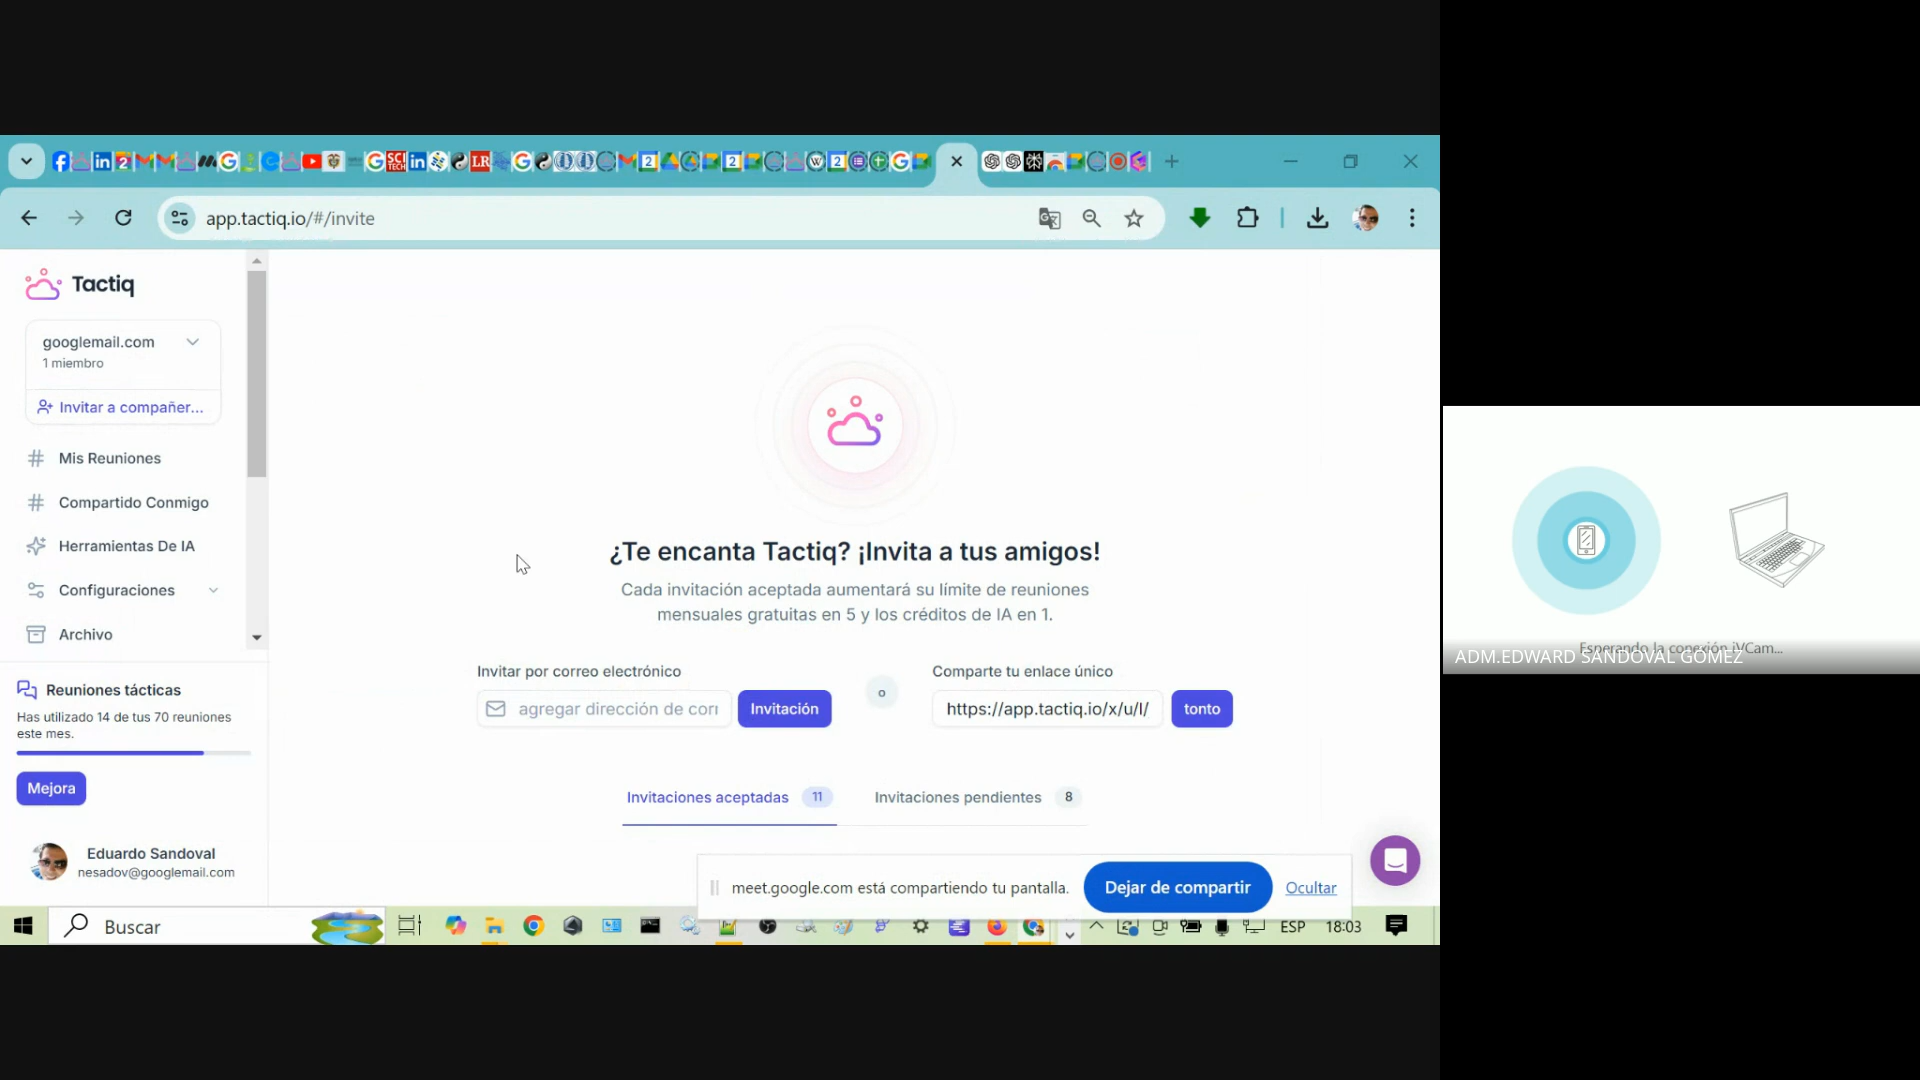 app.tactiq.io/#/invite
Tactiq
googlemail.com
1 miembro
Invitar a compañer...
Mis Reuniones
Compartido Conmigo
Herramientas De IA
Configuraciones
Archivo
Reuniones tácticas
Has utilizado 14 de tus 70 reuniones
este mes.
Mejora
Eduardo Sandoval
nesadov@googlemail.com
¿Te encanta Tactiq? ¡Invita a tus amigos!
Cada invitación aceptada aumentará su límite de reuniones
mensuales gratuitas en 5 y los créditos de IA en 1.
Invitar por correo electrónico
agregar dirección de corr
Invitación
o
Comparte tu enlace único
https://app.tactiq.io/x/u/I/
tonto
Invitaciones aceptadas 11
Invitaciones pendientes 8
meet.google.com está compartiendo tu pantalla.
Dejar de compartir
Ocultar
Buscar
ESP
18:03
Esperando la conexión iVCam...
ADM.EDWARD SANDOVAL GOMEZ